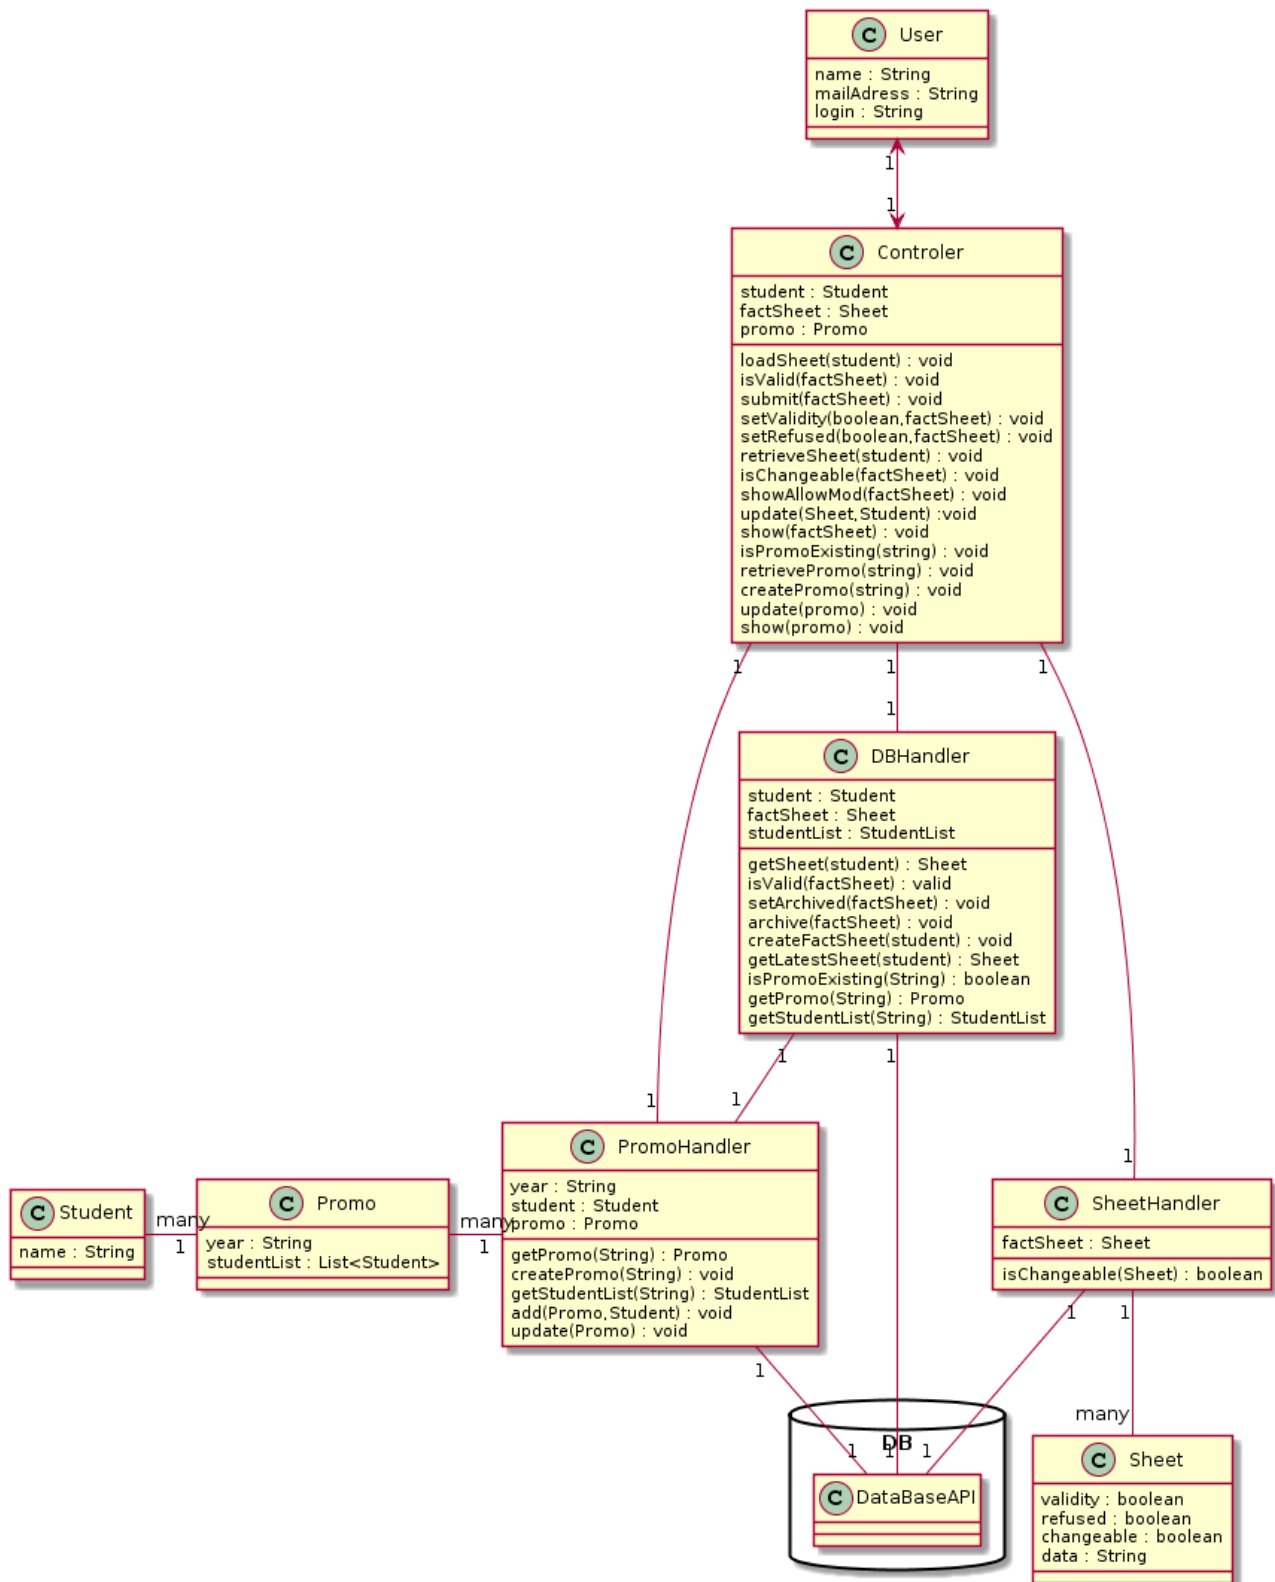 C User
name : String
mailAdress : String
login : String
1
1
C Controler
student : Student
factSheet : Sheet
promo : Promo
loadSheet(student) : void
isValid(factSheet) : void
submit(factSheet) : void
setValidity(boolean,factSheet) : void
setRefused(boolean,factSheet) : void
retrieveSheet(student) : void
isChangeable(factSheet) : void
showAllowMod(factSheet) : void
update(Sheet,Student) :void
show(factSheet) : void
isPromoExisting(string) : void
retrievePromo(string) : void
createPromo(string) : void
update(promo) : void
show(promo) : void
1 1 1
1
C DBHandler
student : Student
factSheet : Sheet
studentList : StudentList
getSheet(student) : Sheet
isValid(factSheet) : valid
setArchived(factSheet) : void
archive(factSheet) : void
createFactSheet(student) : void
getLatestSheet(student) : Sheet
isPromoExisting(String) : boolean
getPromo(String) : Promo
getStudentList(String) : StudentList
1 1
1 1
1
C Student
name : String
many
1
C Promo
year : String
studentList : List<Student>
many
1
C PromoHandler
year : String
student : Student
promo : Promo
getPromo(String) : Promo
createPromo(String) : void
getStudentList(String) : StudentList
add(Promo,Student) : void
update(Promo) : void
C SheetHandler
factSheet : Sheet
isChangeable(Sheet) : boolean
1 1
1
many
DB
1 1 1
C DataBaseAPI
C Sheet
validity : boolean
refused : boolean
changeable : boolean
data : String